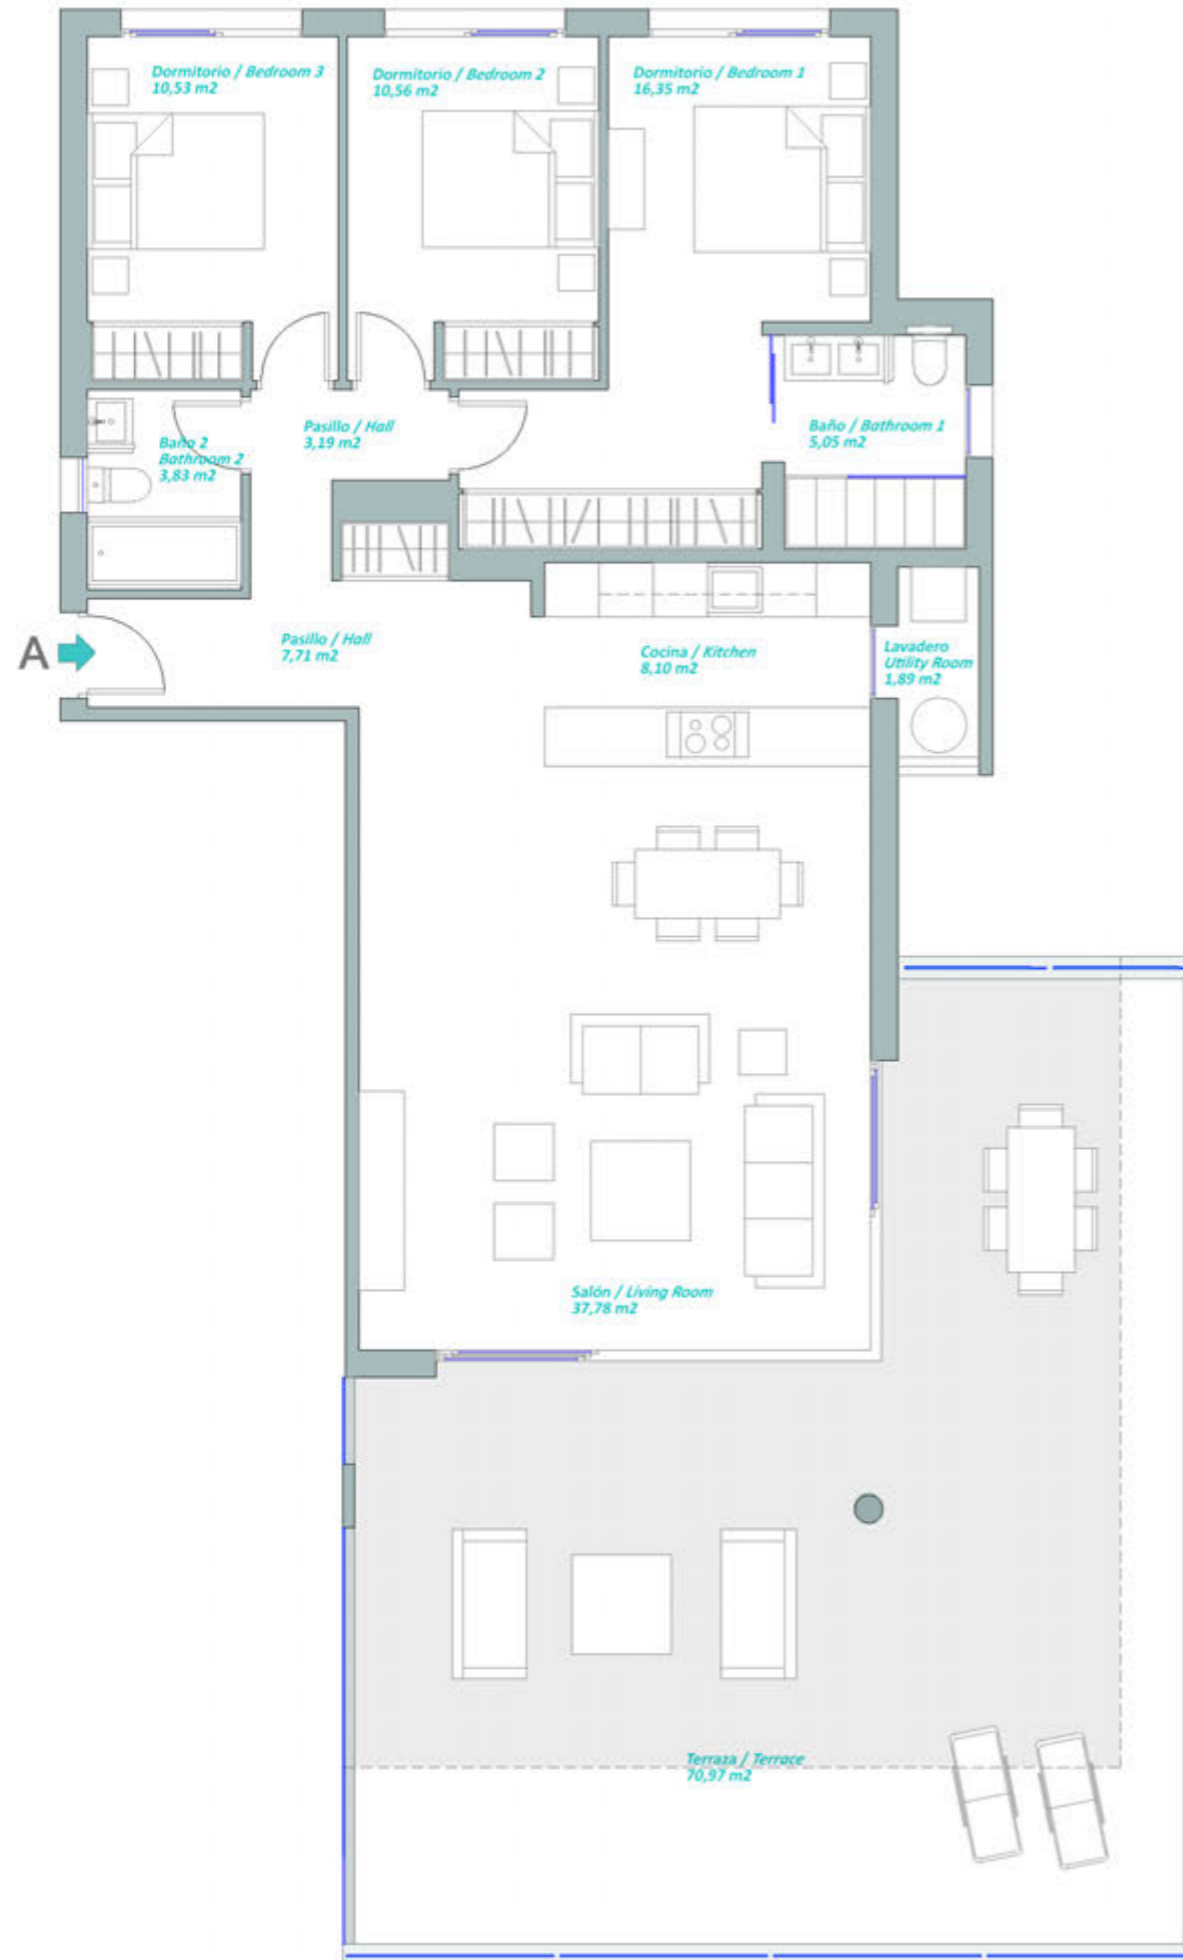 Dormitorio / Bedroom 3
10,53 m2
Dormitorio / Bedroom 2
10,56 m2
Dormitorio / Bedroom 1
16,35 m2
Pasillo / Hall
3,19 m2
Baño / Bathroom 1
5,05 m2
Baño 2
Bathroom 2
3,83 m2
A
Pasillo / Hall
7,71 m2
Cocina / Kitchen
8,10 m2
Lavadero
Utility Room
1,89 m2
Salón / Living Room
37,78 m2
Terraza / Terrace
70,97 m2